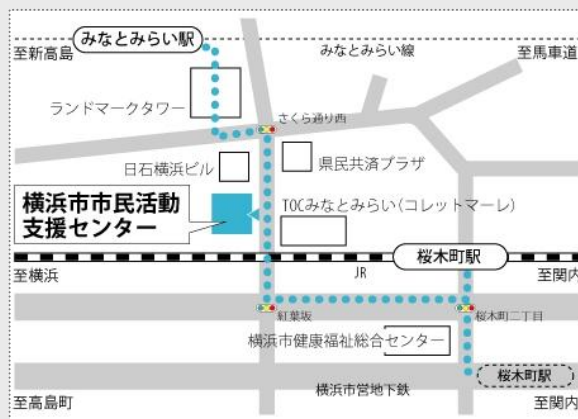 みなとみらい駅
至新高島
みなとみらい線
至馬車道
ランドマークタワー
さくら通り西
日石横浜ビル
県民共済プラザ
横浜市市民活動
支援センター
TOCみなとみらい(コレットマーレ)
桜木町駅
至横浜
JR
至関内
紅葉坂
桜木町二丁目
横浜市健康福祉総合センター
桜木町駅
横浜市営地下鉄
至高島町
至関内